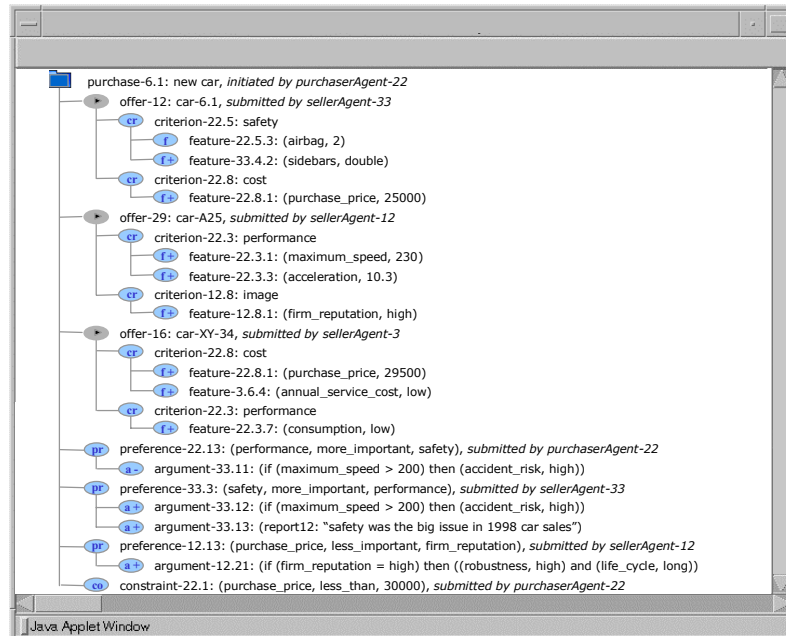 purchase-6.1: new car, initiated by purchaserAgent-22
offer-12: car-6.1, submitted by sellerAgent-33
cr criterion-22.5: safety
f feature-22.5.3: (airbag, 2)
f+ feature-33.4.2: (sidebars, double)
cr criterion-22.8: cost
f+ feature-22.8.1: (purchase_price, 25000)
offer-29: car-A25, submitted by sellerAgent-12
cr criterion-22.3: performance
f+ feature-22.3.1: (maximum_speed, 230)
f+ feature-22.3.3: (acceleration, 10.3)
cr criterion-12.8: image
f+ feature-12.8.1: (firm_reputation, high)
offer-16: car-XY-34, submitted by sellerAgent-3
cr criterion-22.8: cost
f+ feature-22.8.1: (purchase_price, 29500)
f+ feature-3.6.4: (annual_service_cost, low)
cr criterion-22.3: performance
f+ feature-22.3.7: (consumption, low)
pr preference-22.13: (performance, more_important, safety), submitted by purchaserAgent-22
a- argument-33.11: (if (maximum_speed > 200) then (accident_risk, high))
pr preference-33.3: (safety, more_important, performance), submitted by sellerAgent-33
a+ argument-33.12: (if (maximum_speed > 200) then (accident_risk, high))
a+ argument-33.13: (report12: “safety was the big issue in 1998 car sales”)
pr preference-12.13: (purchase_price, less_important, firm_reputation), submitted by sellerAgent-12
a+ argument-12.21: (if (firm_reputation = high) then ((robustness, high) and (life_cycle, long))
co constraint-22.1: (purchase_price, less_than, 30000), submitted by purchaserAgent-22
Java Applet Window